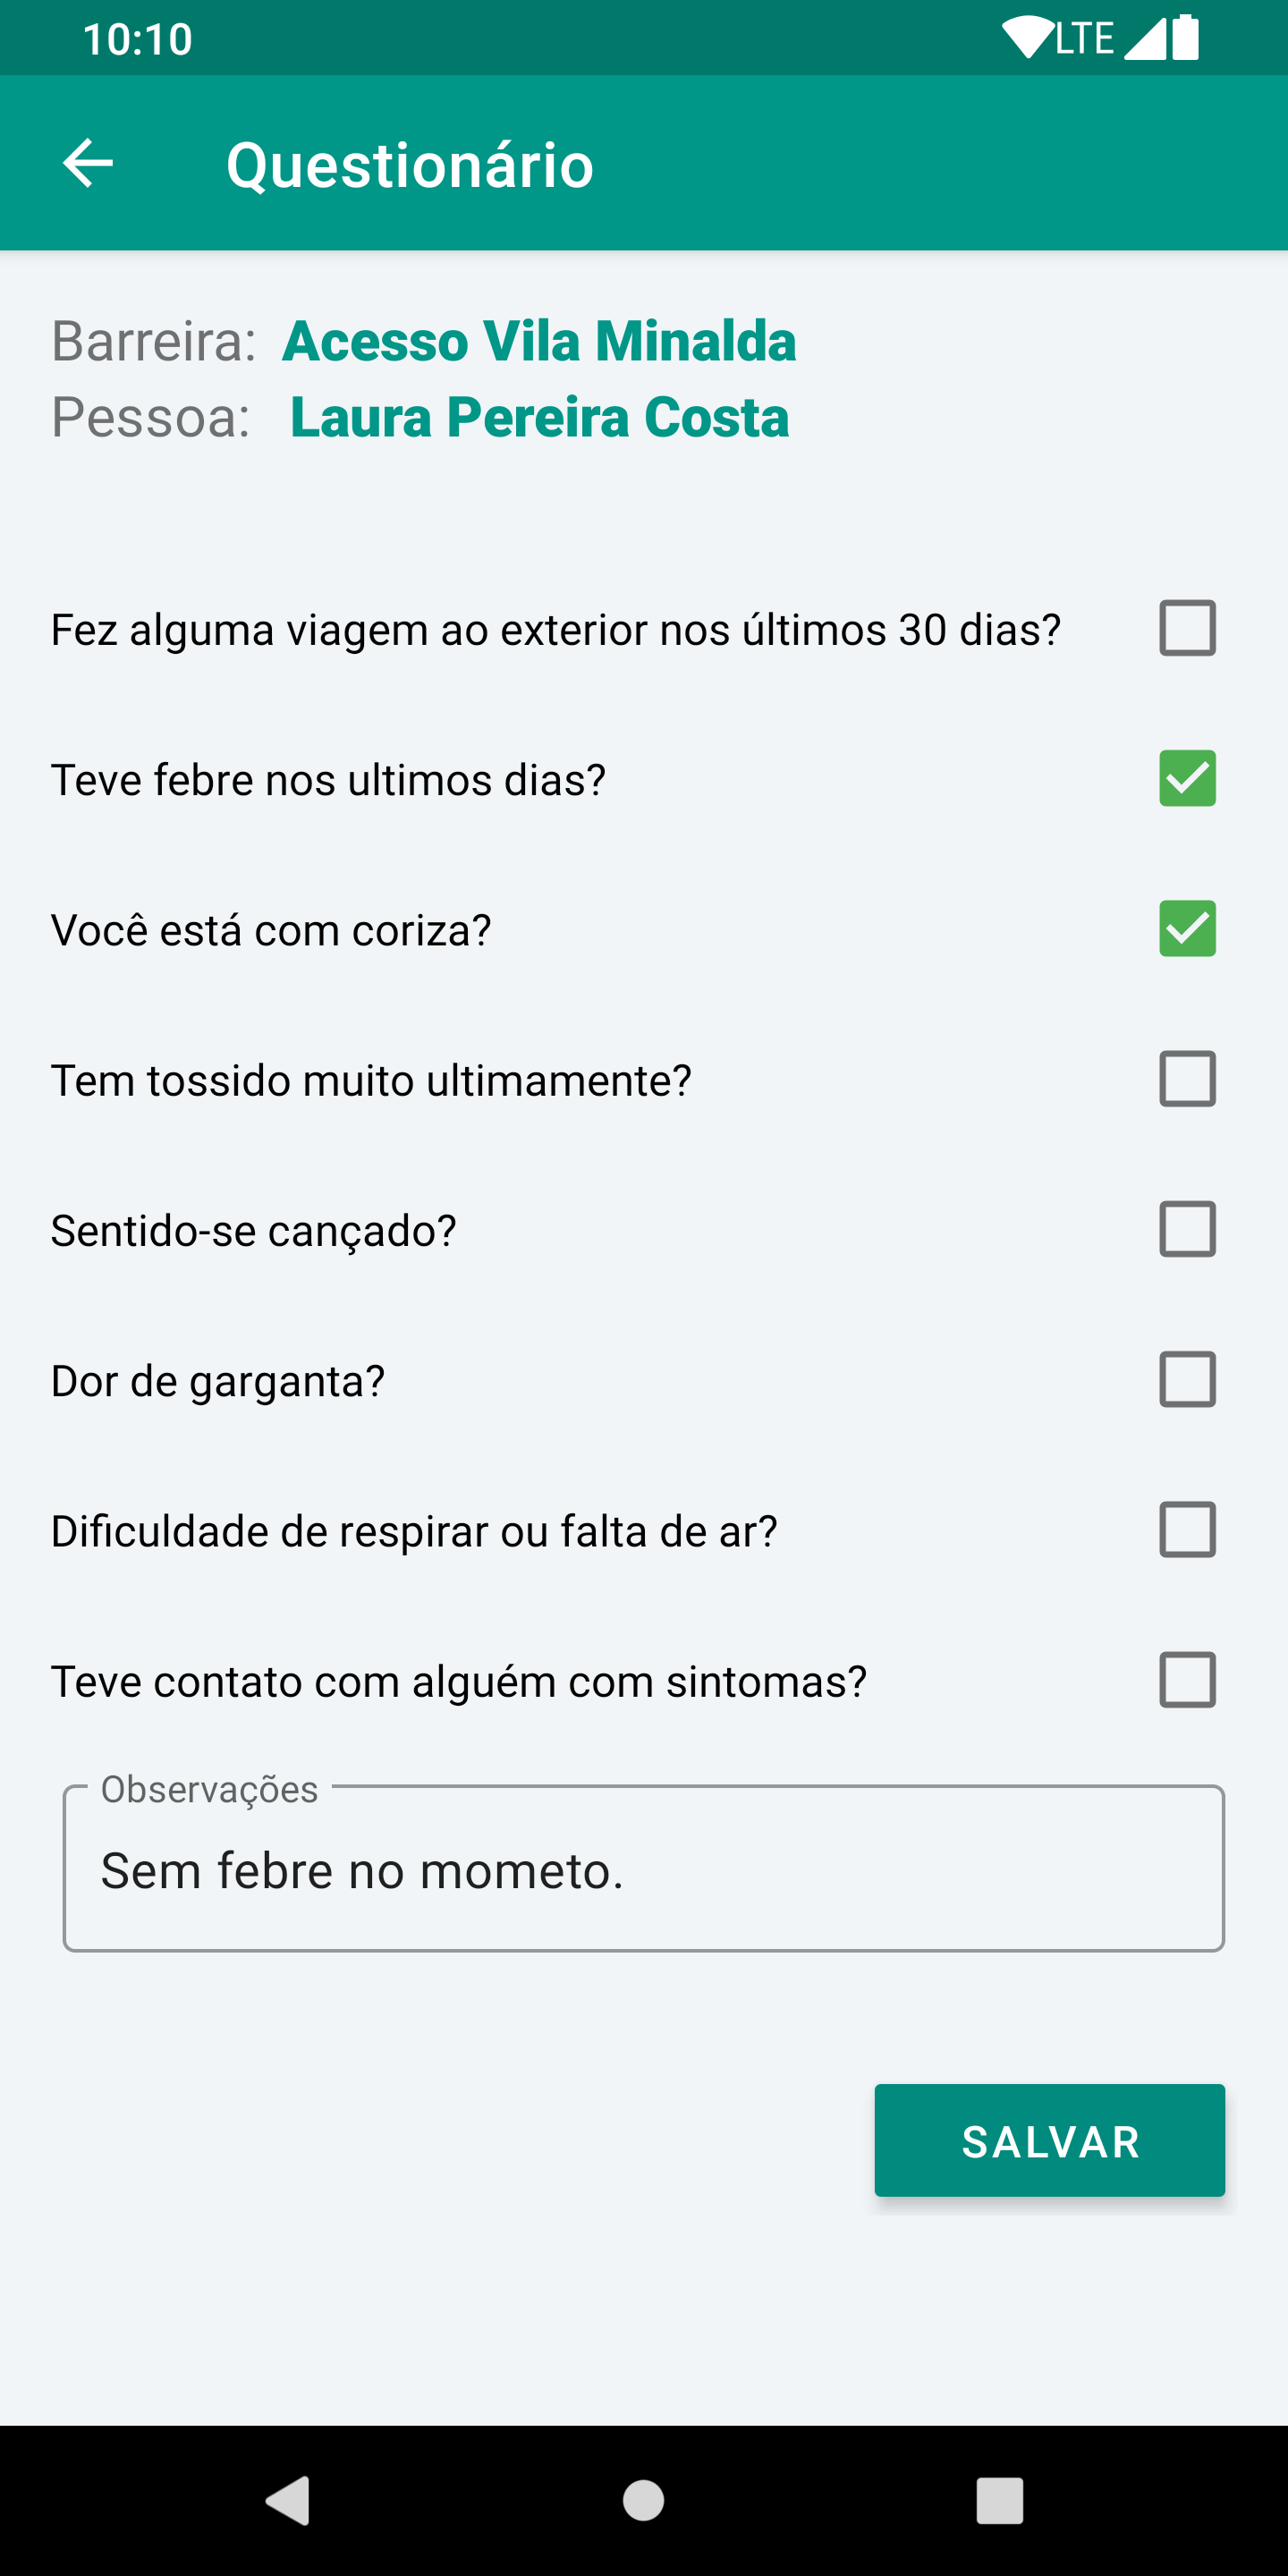 10:10 LTE
Questionário
Barreira: Acesso Vila Minalda
Pessoa: Laura Pereira Costa
Fez alguma viagem ao exterior nos últimos 30 dias?
Teve febre nos ultimos dias?
Você está com coriza?
Tem tossido muito ultimamente?
Sentido-se cançado?
Dor de garganta?
Dificuldade de respirar ou falta de ar?
Teve contato com alguém com sintomas?
Observações
Sem febre no mometo.
SALVAR